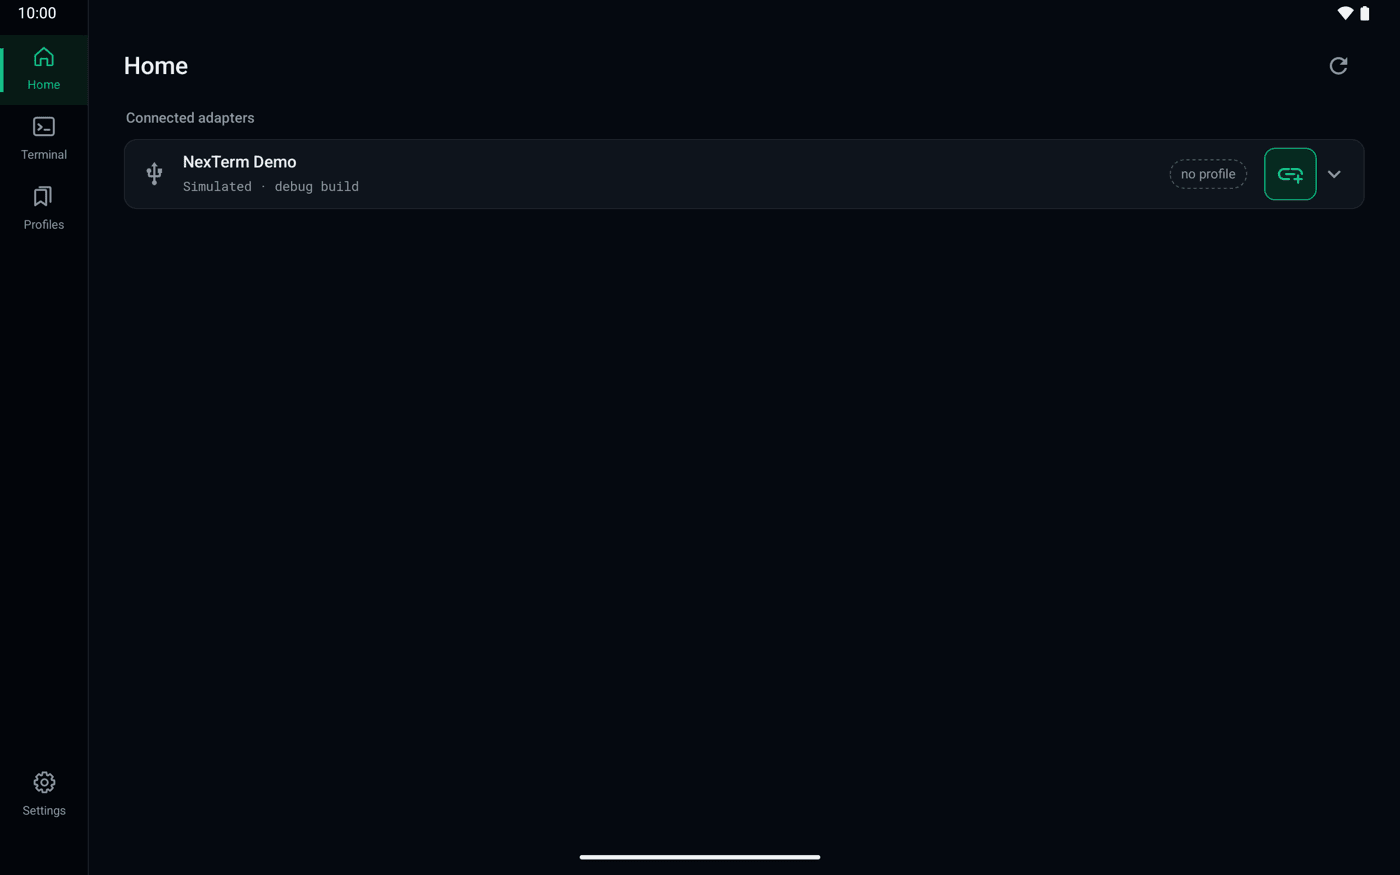 10:00
Home
Home
Connected adapters
NexTerm Demo
Simulated · debug build
no profile
Terminal
Profiles
Settings